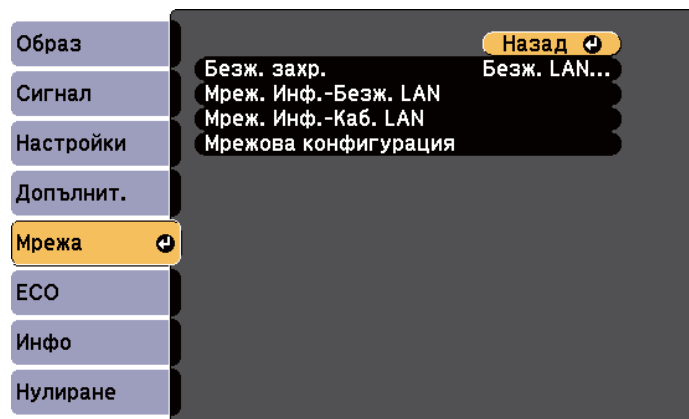 Образ
Сигнал
Настройки
Допълнит.
Мрежа
ECO
Инфо
Нулиране
Назад
Безж. захр. Безж. LAN...
Мреж. Инф.-Безж. LAN
Мреж. Инф.-Каб. LAN
Мрежова конфигурация